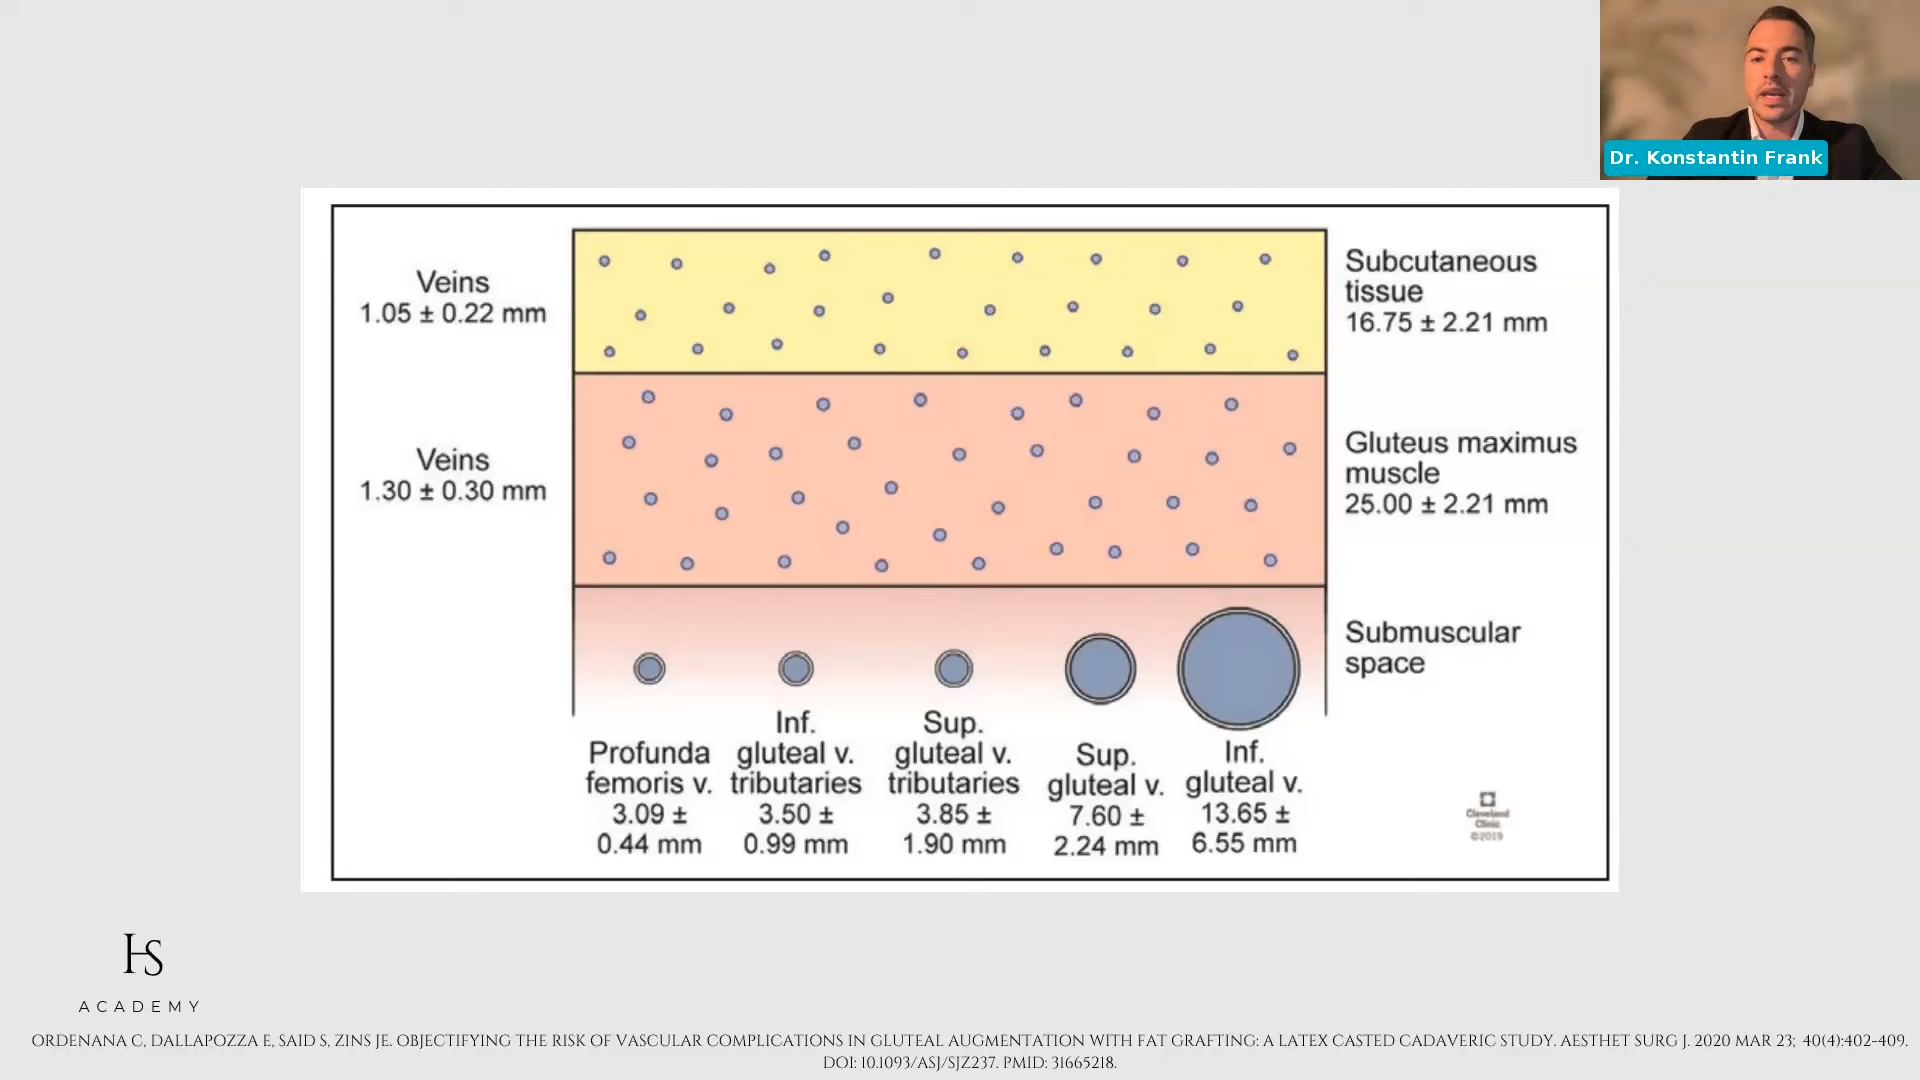 Dr. Konstantin Frank
Veins
1.05 ± 0.22 mm
Subcutaneous
tissue
16.75 ± 2.21 mm
Veins
1.30 ± 0.30 mm
Gluteus maximus
muscle
25.00 ± 2.21 mm
Submuscular
space
Profunda
femoris v.
3.09 ±
0.44 mm
Inf.
gluteal v.
tributaries
3.50 ±
0.99 mm
Sup.
gluteal v.
tributaries
3.85 ±
1.90 mm
Sup.
gluteal v.
7.60 ±
2.24 mm
Inf.
gluteal v.
13.65 ±
6.55 mm
Cleveland
Clinic
©2019
HS
ACADEMY
ORDENANA C, DALLAPOZZA E, SAID S, ZINS JE. OBJECTIFYING THE RISK OF VASCULAR COMPLICATIONS IN GLUTEAL AUGMENTATION WITH FAT GRAFTING: A LATEX CASTED CADAVERIC STUDY. AESTHET SURG J. 2020 MAR 23; 40(4):402-409.
DOI: 10.1093/ASJ/SJZ237. PMID: 31665218.